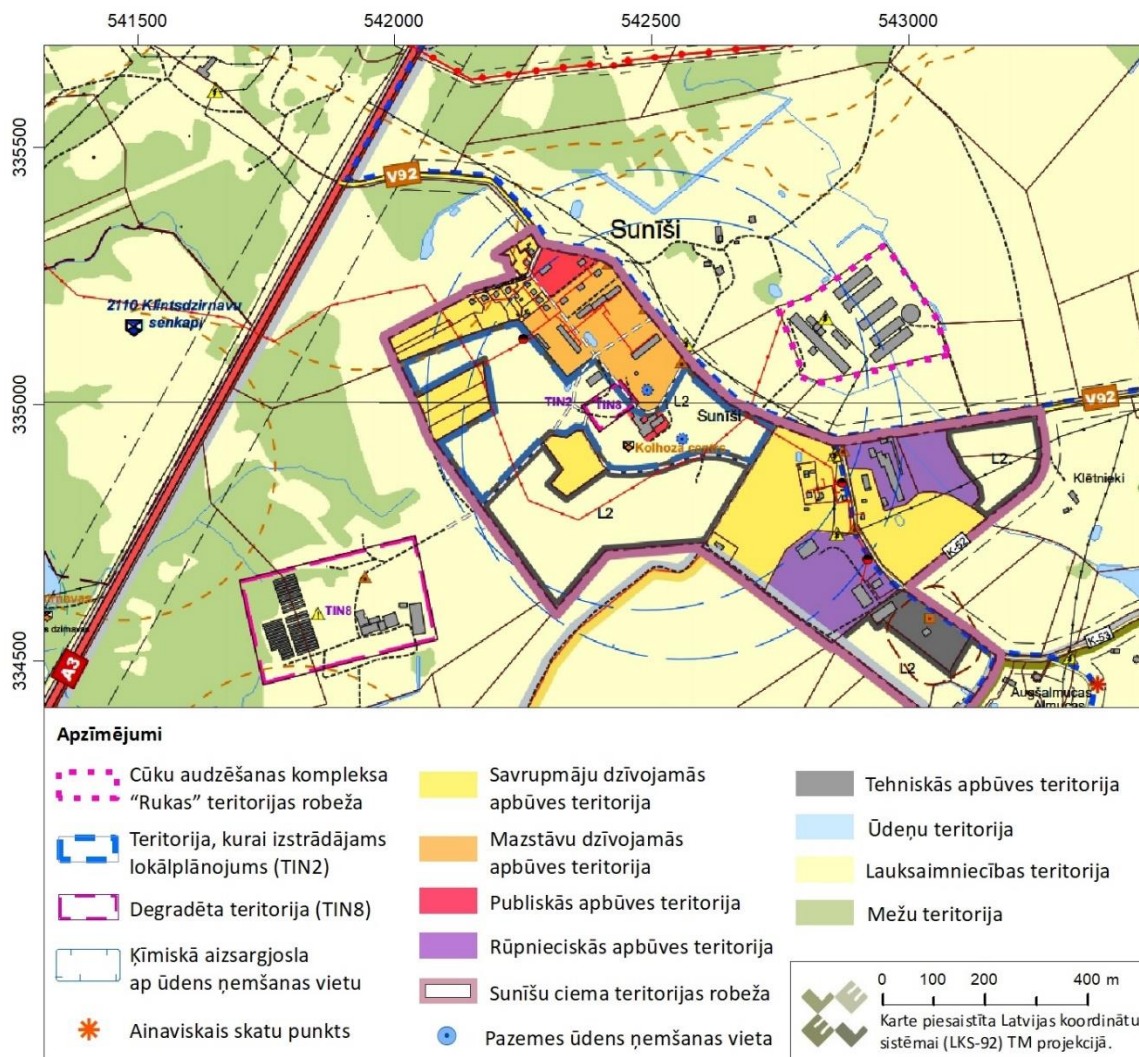 541500
542000
542500
543000
335500
335000
334500
V92
Sunīši
2110 Klintsdzirnavu
senkapi
TIN2
TIN8
L2
Sunīši
V92
Kolhoza centrs
L2
L2
Klētnieki
K-52
TIN8
L2
K-53
A3
Augšalmucas
Almucas
Apzīmējumi
Cūku audzēšanas kompleksa
“Rukas” teritorijas robeža
Teritorija, kurai izstrādājams
lokālplānojums (TIN2)
Degradēta teritorija (TIN8)
Ķīmiskā aizsargjosla
ap ūdens ņemšanas vietu
Ainaviskais skatu punkts
Savrupmāju dzīvojamās
apbūves teritorija
Mazstāvu dzīvojamās
apbūves teritorija
Publiskās apbūves teritorija
Rūpnieciskās apbūves teritorija
Sunīšu ciema teritorijas robeža
Pazemes ūdens ņemšanas vieta
Tehniskās apbūves teritorija
Ūdeņu teritorija
Lauksaimniecības teritorija
Mežu teritorija
0 100 200 400 m
Karte piesaistīta Latvijas koordinātu
sistēmai (LKS-92) TM projekcijā.